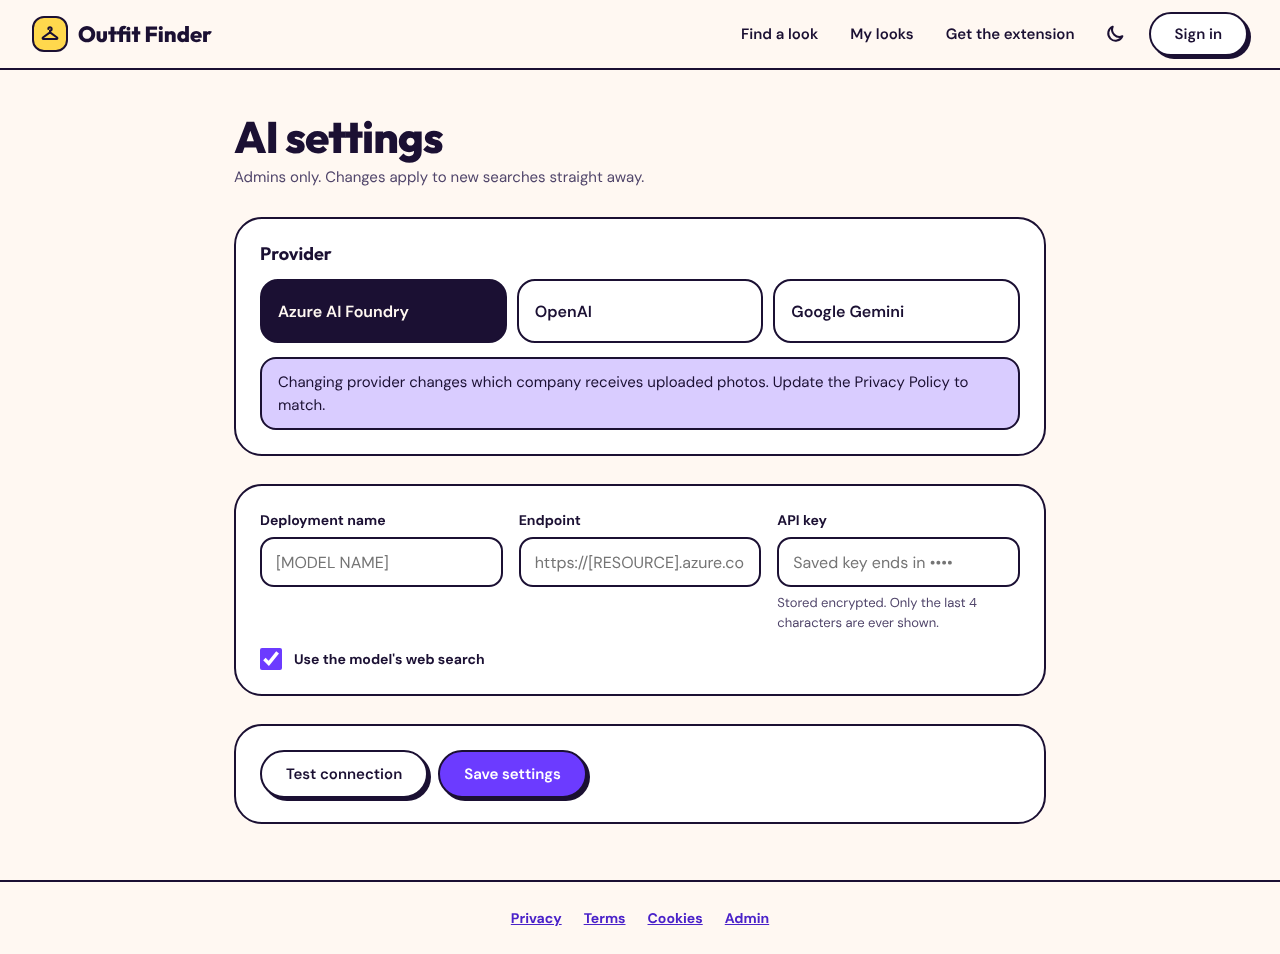 Outfit Finder
Find a look
My looks
Get the extension
Sign in
AI settings
Admins only. Changes apply to new searches straight away.
Provider
Azure AI Foundry
OpenAI
Google Gemini
Changing provider changes which company receives uploaded photos. Update the Privacy Policy to
match.
Deployment name
Endpoint
API key
[MODEL NAME]
https://[RESOURCE].azure.co
Saved key ends in ••••
Stored encrypted. Only the last 4
characters are ever shown.
Use the model's web search
Test connection
Save settings
Privacy
Terms
Cookies
Admin